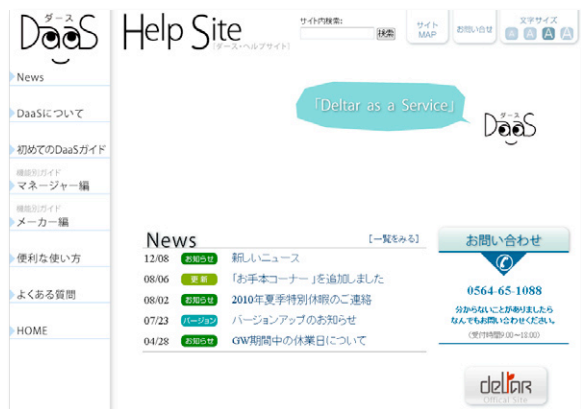 ダース
DaaS
Help Site
(ダース・ヘルプサイト)
サイト内検索:
検索
サイト
MAP
お問い合せ
文字サイズ
A A A A
News
DaaSについて
初めてのDaaSガイド
機能別ガイド
マネージャー編
機能別ガイド
メーカー編
便利な使い方
よくある質問
HOME
「Deltar as a Service」
ダース
DaaS
News
[一覧をみる]
12/08 お知らせ 新しいニュース
08/06 更新 「お手本コーナー」を追加しました
08/02 お知らせ 2010年夏季特別休暇のご連絡
07/23 バージョン バージョンアップのお知らせ
04/28 お知らせ GW期間中の休業日について
お問い合わせ
0564-65-1088
分からないことがありましたら
なんでもお問い合わせください。
(受付時間9:00~18:00)
deltar
Offical Site